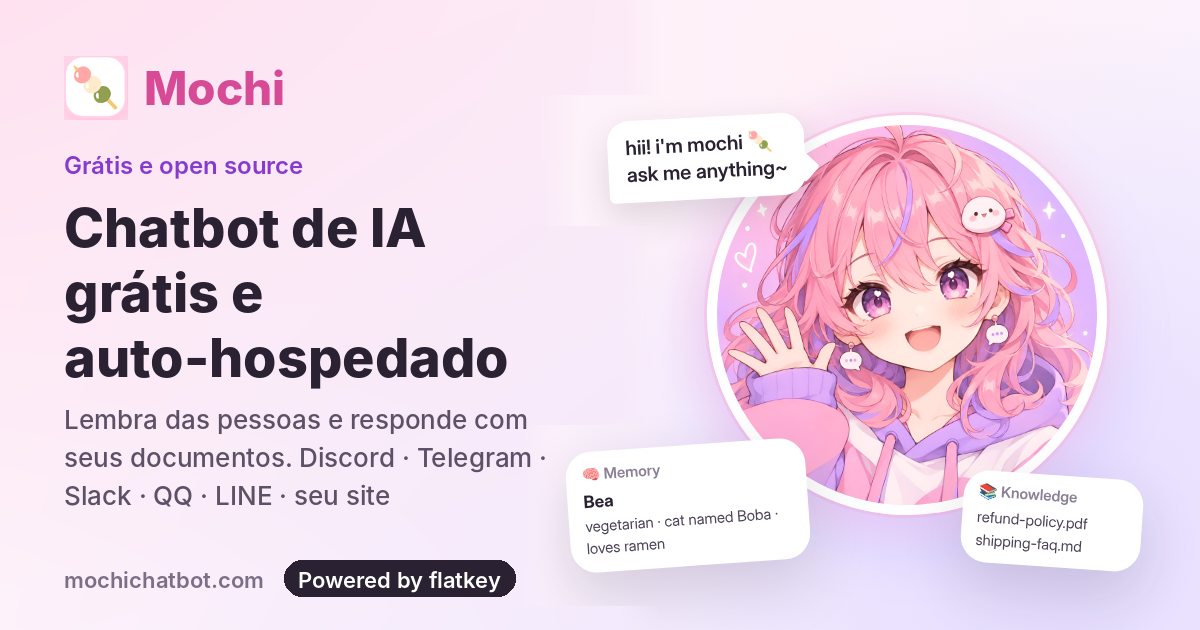 Mochi
Grátis e open source
Chatbot de IA
grátis e
auto-hospedado
Lembra das pessoas e responde com
seus documentos. Discord · Telegram ·
Slack · QQ · LINE · seu site
mochichatbot.com
Powered by flatkey
hii! i'm mochi 🍡
ask me anything~
🧠 Memory
Bea
vegetarian · cat named Boba ·
loves ramen
📚 Knowledge
refund-policy.pdf
shipping-faq.md